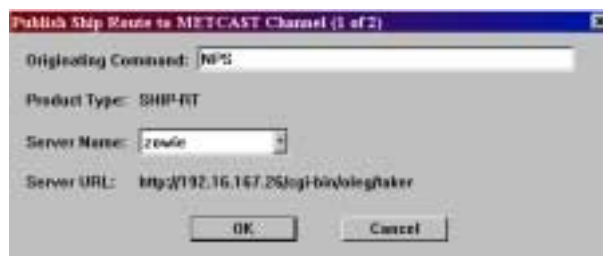 Publish Ship Route to METCAST Channel (1 of 2)
Originating Command: NPS
Product Type: SHIP-RT
Server Name: zowie
Server URL: http://192.16.167.26/cgi-bin/oleg/taker
OK Cancel